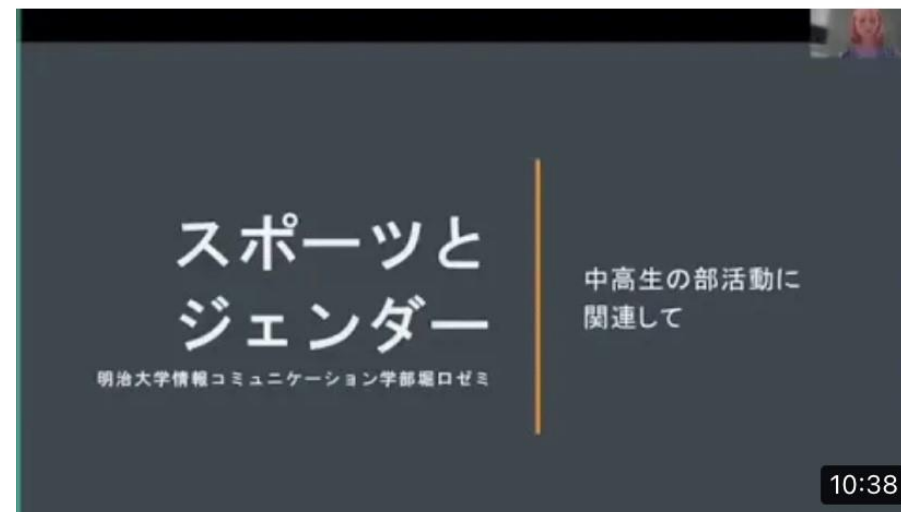 スポーツと
ジェンダー
明治大学情報コミュニケーション学部堀口ゼミ
中高生の部活動に
関連して
10:38